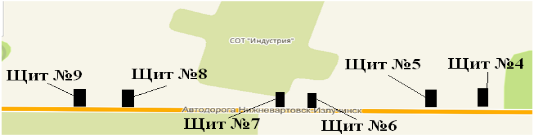 СОТ "Индустрия"
Щит №9
Щит №8
Щит №5
Щит №4
Автодорога Нижневартовск Излучинск
Щит №7
Щит №6